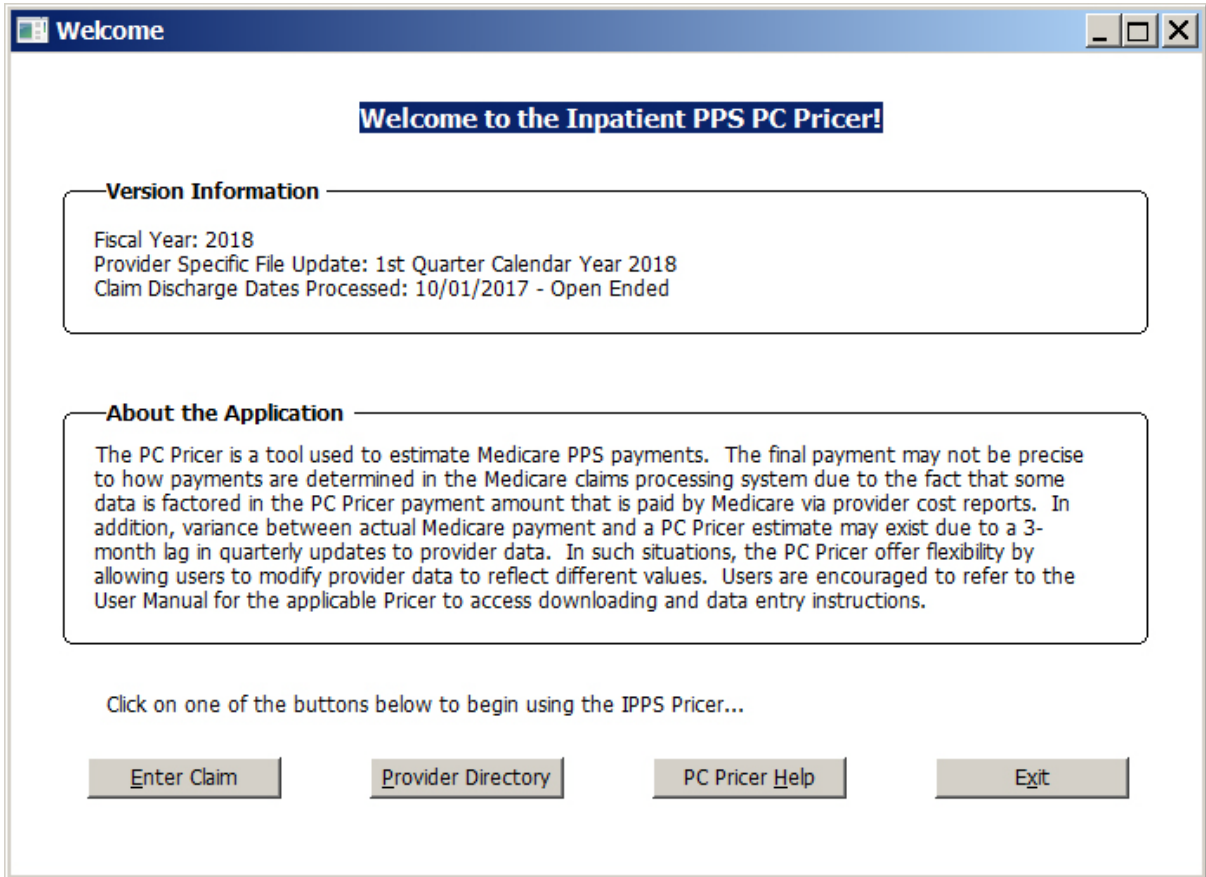 Welcome
Welcome to the Inpatient PPS PC Pricer!
Version Information
Fiscal Year: 2018
Provider Specific File Update: 1st Quarter Calendar Year 2018
Claim Discharge Dates Processed: 10/01/2017 - Open Ended
About the Application
The PC Pricer is a tool used to estimate Medicare PPS payments.  The final payment may not be precise
to how payments are determined in the Medicare claims processing system due to the fact that some
data is factored in the PC Pricer payment amount that is paid by Medicare via provider cost reports.  In
addition, variance between actual Medicare payment and a PC Pricer estimate may exist due to a 3-
month lag in quarterly updates to provider data.  In such situations, the PC Pricer offer flexibility by
allowing users to modify provider data to reflect different values.  Users are encouraged to refer to the
User Manual for the applicable Pricer to access downloading and data entry instructions.
Click on one of the buttons below to begin using the IPPS Pricer...
Enter Claim
Provider Directory
PC Pricer Help
Exit